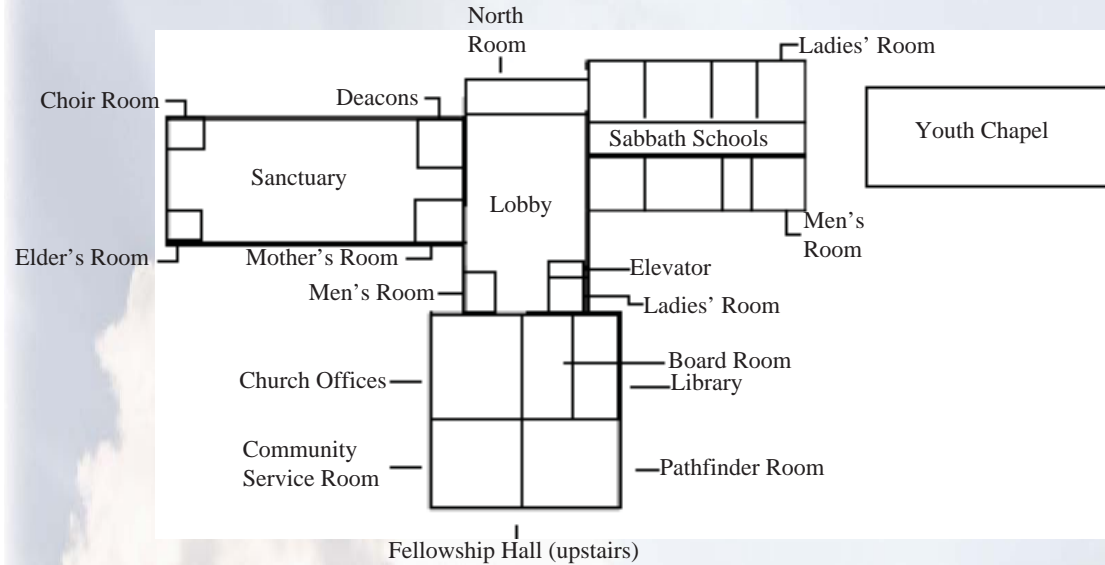 North
Room
Ladies’ Room
Choir Room
Deacons
Youth Chapel
Sabbath Schools
Sanctuary
Lobby
Men’s
Room
Elder’s Room
Mother’s Room
Elevator
Men’s Room
Ladies’ Room
Board Room
Church Offices
Library
Community
Service Room
Pathfinder Room
Fellowship Hall (upstairs)